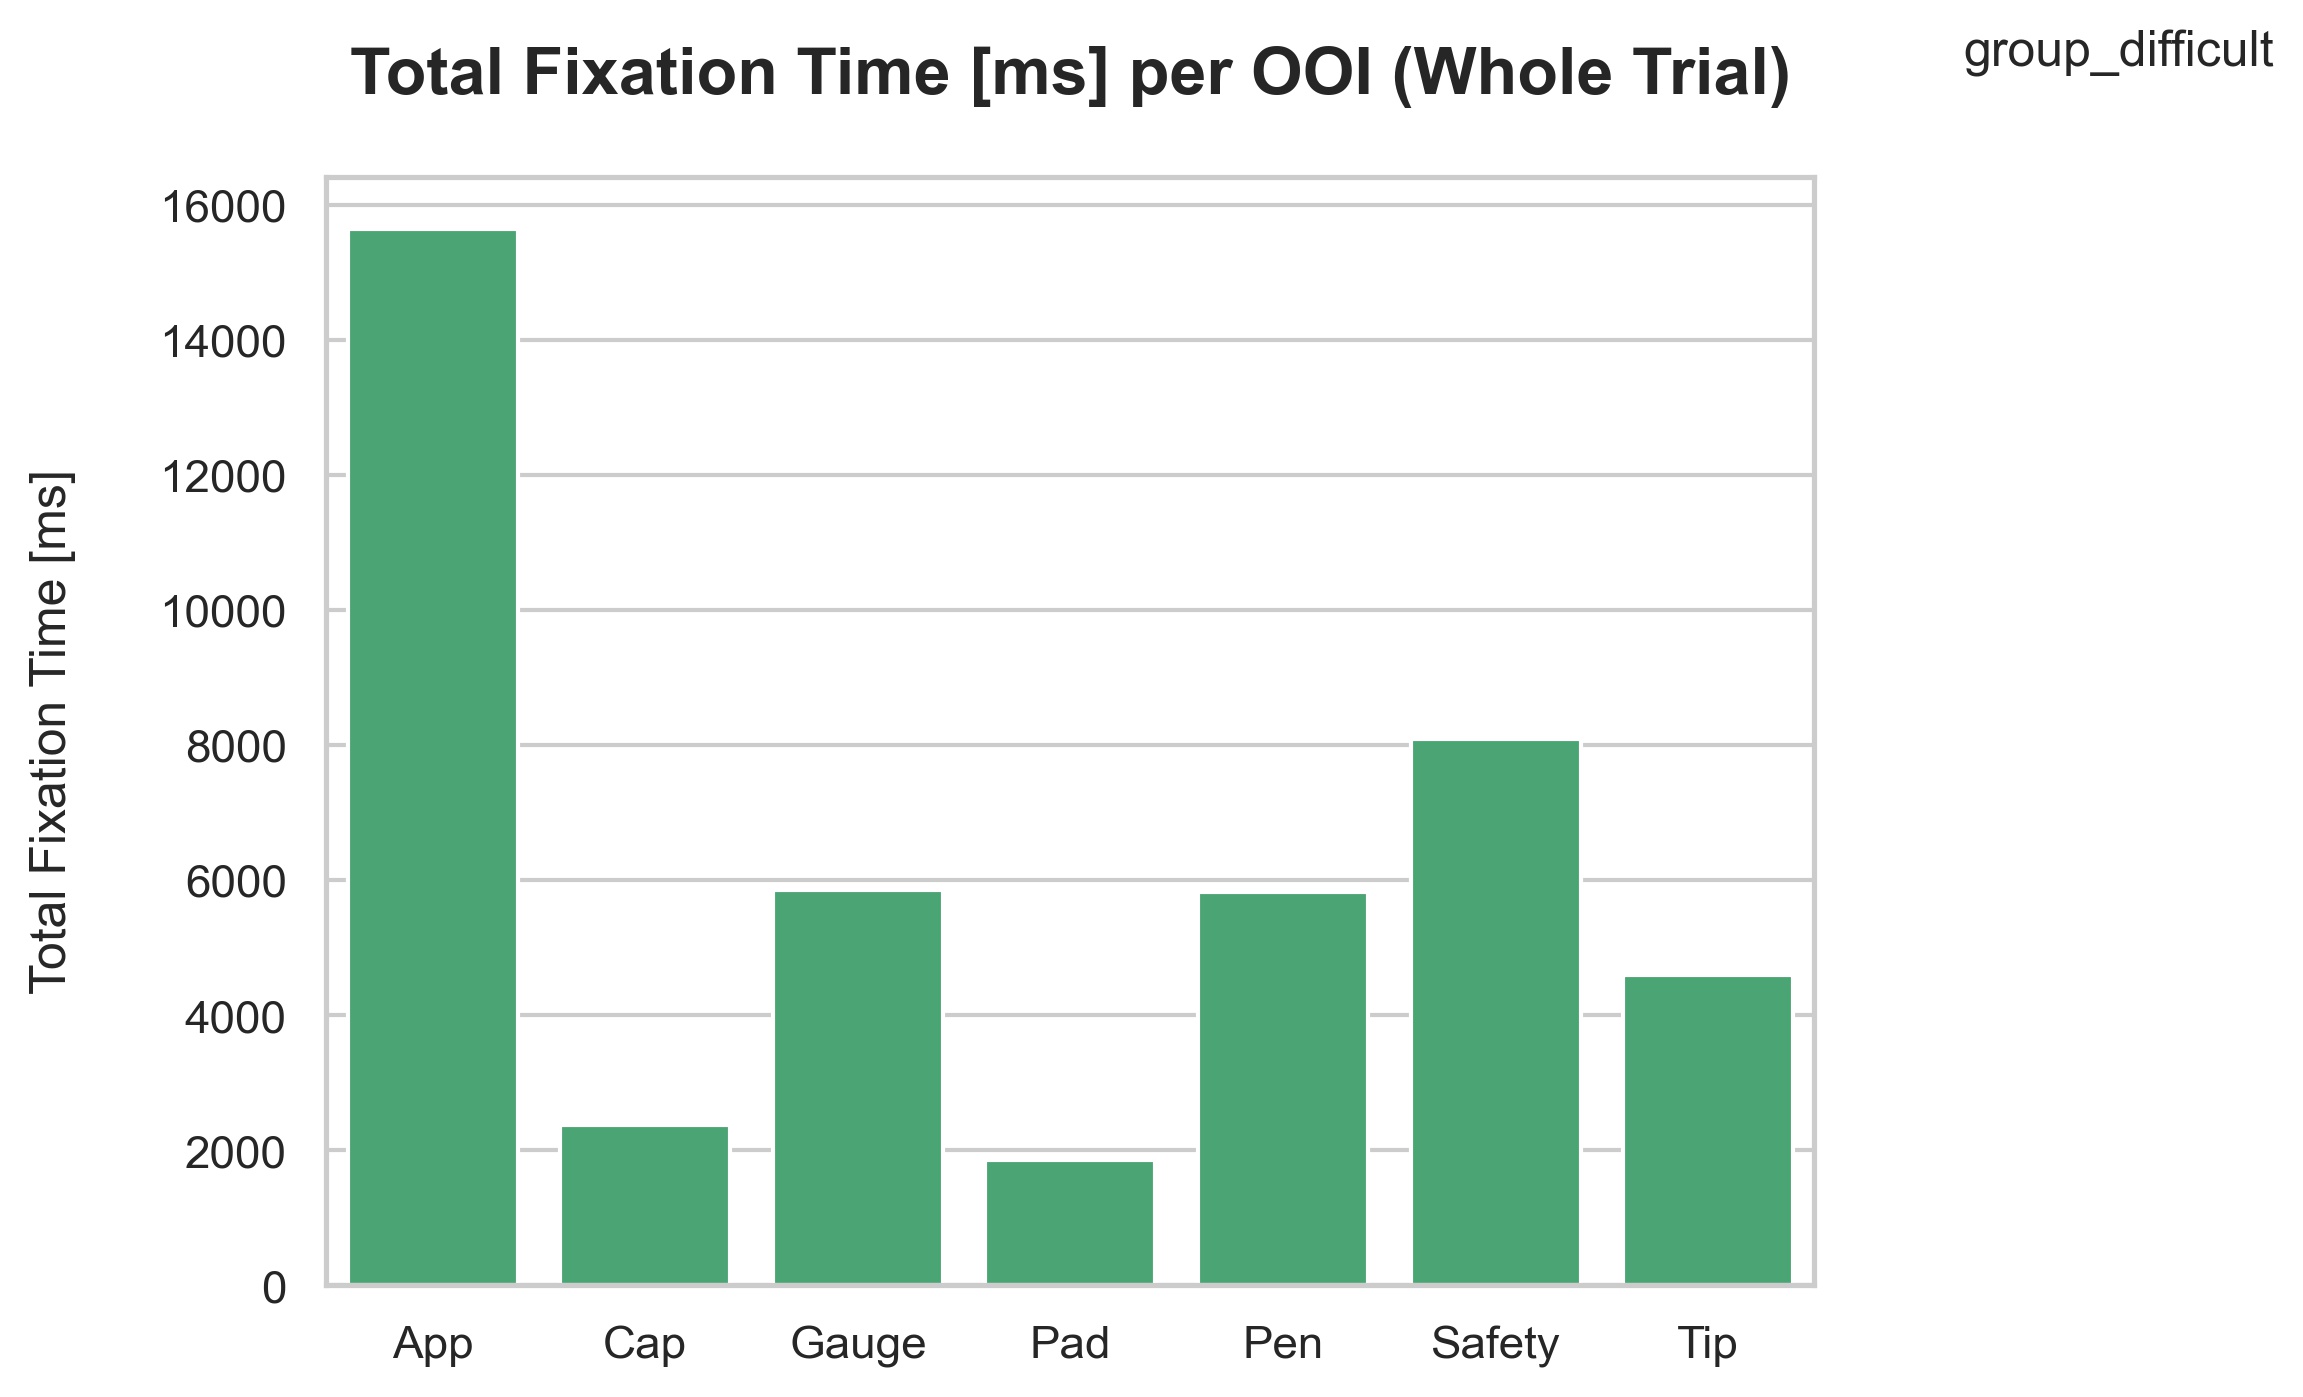 group_difficult
Total Fixation Time [ms] per OOI (Whole Trial)
Total Fixation Time [ms]
16000
14000
12000
10000
8000
6000
4000
2000
0
App Cap Gauge Pad Pen Safety Tip